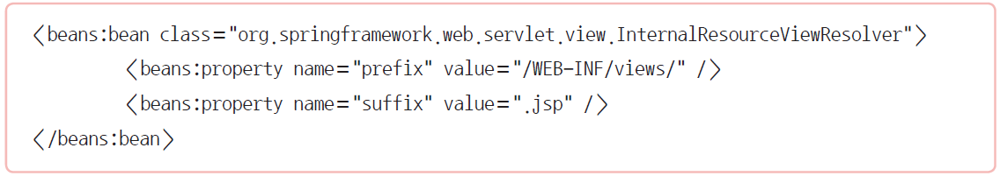 <beans:bean class="org.springframework.web.servlet.view.InternalResourceViewResolver">
<beans:property name="prefix" value="/WEB-INF/views/" />
<beans:property name="suffix" value=".jsp" />
</beans:bean>